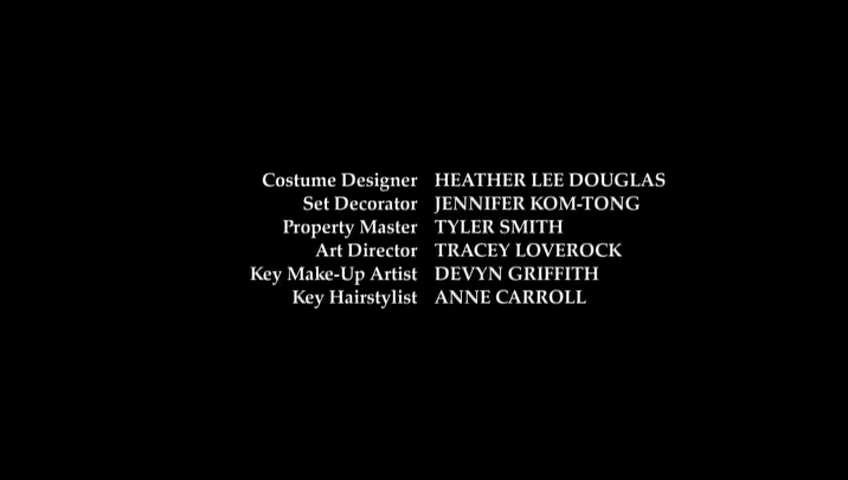 Costume Designer HEATHER LEE DOUGLAS
Set Decorator JENNIFER KOM-TONG
Property Master TYLER SMITH
Art Director TRACEY LOVEROCK
Key Make-Up Artist DEVYN GRIFFITH
Key Hairstylist ANNE CARROLL